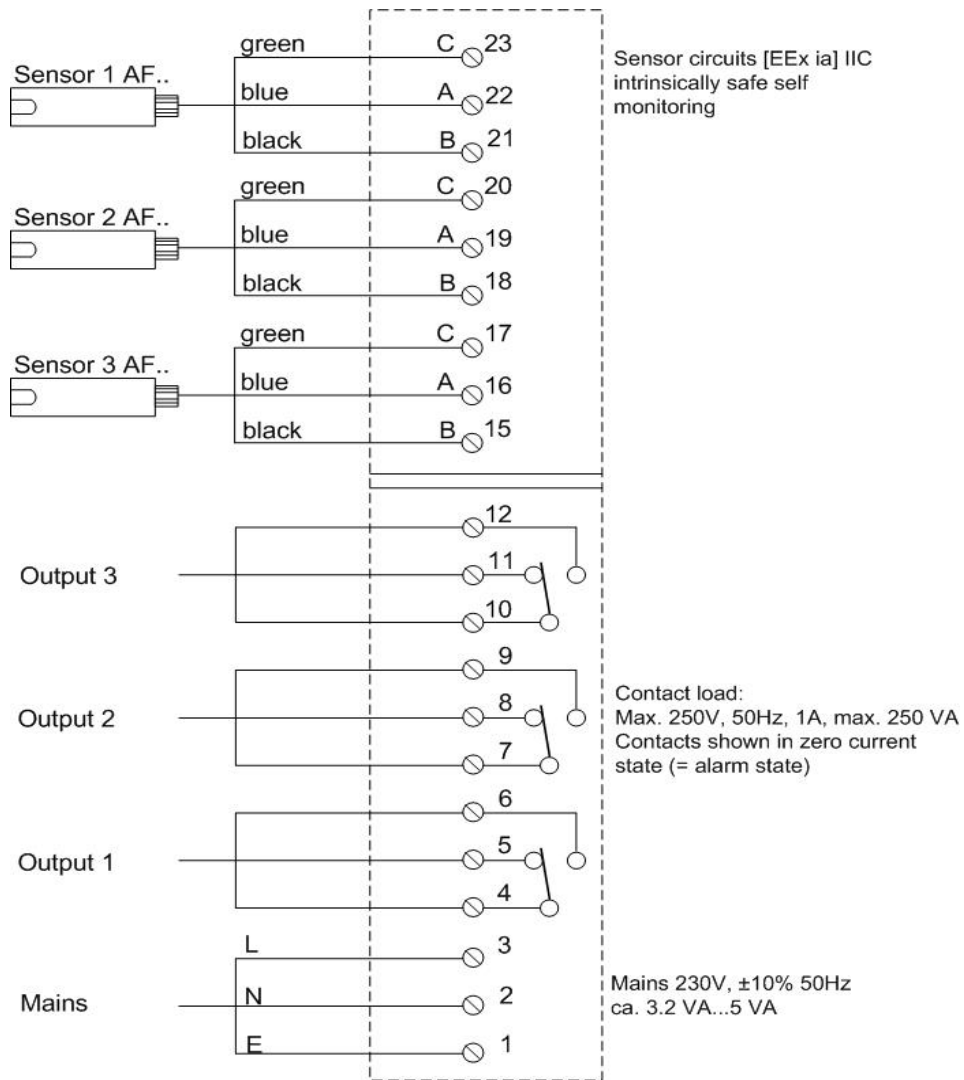 green C 23
Sensor 1 AF..
blue A 22
black B 21
Sensor circuits [EEx ia] IIC
intrinsically safe self
monitoring
green C 20
Sensor 2 AF..
blue A 19
black B 18
green C 17
Sensor 3 AF..
blue A 16
black B 15
12
Output 3 11
10
9
Output 2 8
7
Contact load:
Max. 250V, 50Hz, 1A, max. 250 VA
Contacts shown in zero current
state (= alarm state)
6
Output 1 5
4
L 3
Mains N 2
E 1
Mains 230V, ±10% 50Hz
ca. 3.2 VA...5 VA